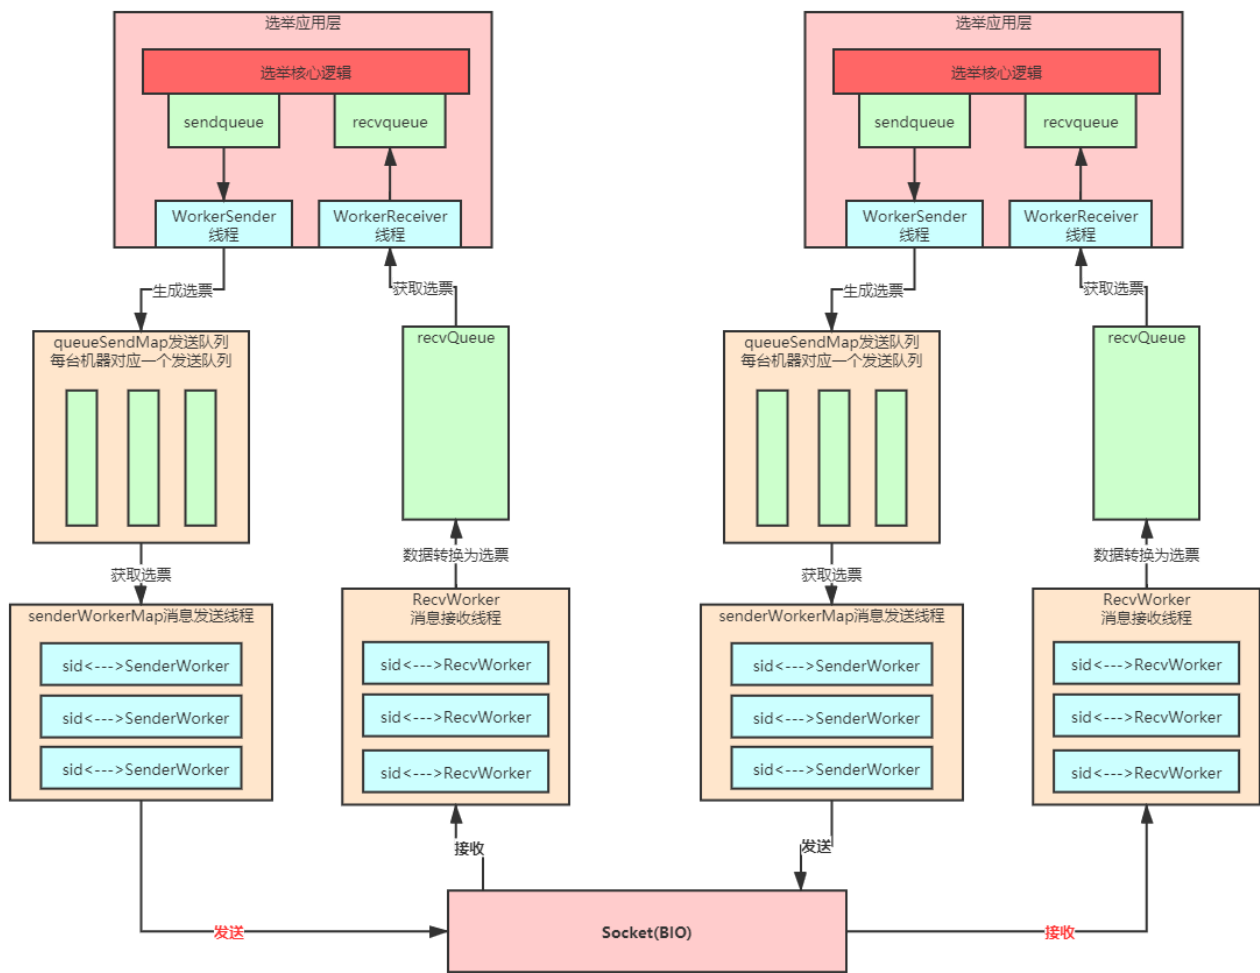 选举应用层
选举核心逻辑
sendqueue
recvqueue
WorkerSender
线程
WorkerReceiver
线程
生成选票
获取选票
queueSendMap发送队列
每台机器对应一个发送队列
recvQueue
获取选票
数据转换为选票
senderWorkerMap消息发送线程
sid<--->SenderWorker
sid<--->SenderWorker
sid<--->SenderWorker
RecvWorker
消息接收线程
sid<--->RecvWorker
sid<--->RecvWorker
sid<--->RecvWorker
发送
接收
选举应用层
选举核心逻辑
sendqueue
recvqueue
WorkerSender
线程
WorkerReceiver
线程
生成选票
获取选票
queueSendMap发送队列
每台机器对应一个发送队列
recvQueue
获取选票
数据转换为选票
senderWorkerMap消息发送线程
sid<--->SenderWorker
sid<--->SenderWorker
sid<--->SenderWorker
RecvWorker
消息接收线程
sid<--->RecvWorker
sid<--->RecvWorker
sid<--->RecvWorker
发送
接收
Socket(BIO)